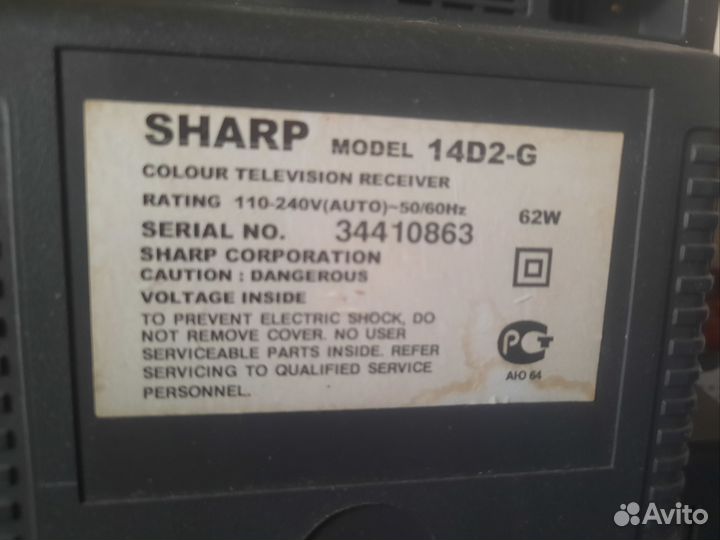 SHARP MODEL 14D2-G
COLOUR TELEVISION RECEIVER
RATING 110-240V(AUTO)~50/60Hz 62W
SERIAL NO. 34410863
SHARP CORPORATION
CAUTION : DANGEROUS
VOLTAGE INSIDE
TO PREVENT ELECTRIC SHOCK, DO
NOT REMOVE COVER. NO USER
SERVICEABLE PARTS INSIDE. REFER
SERVICING TO QUALIFIED SERVICE
PERSONNEL.
РСТ
АЮ 64
Avito